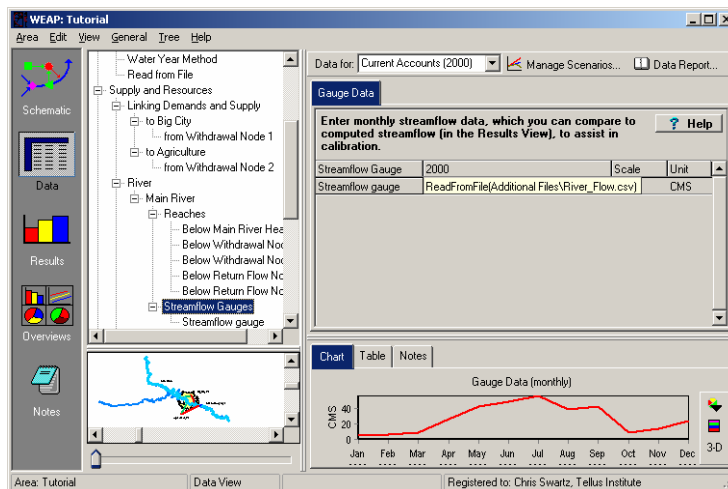 WEAP: Tutorial
Area Edit View General Tree Help
Schematic
Data
Results
Overviews
Notes
Water Year Method
Read from File
Supply and Resources
Linking Demands and Supply
to Big City
from Withdrawal Node 1
to Agriculture
from Withdrawal Node 2
River
Main River
Reaches
Below Main River Hea
Below Withdrawal Noc
Below Withdrawal Noc
Below Return Flow Nc
Below Return Flow Nc
Streamflow Gauges
Streamflow gauge
Data for: Current Accounts (2000) Manage Scenarios... Data Report...
Gauge Data
Enter monthly streamflow data, which you can compare to
computed streamflow (in the Results View), to assist in
calibration.
? Help
Streamflow Gauge 2000 Scale Unit
Streamflow gauge ReadFromFile(Additional Files\River_Flow.csv) CMS
Chart Table Notes
Gauge Data (monthly)
CMS
40
20
0
Jan Feb Mar Apr May Jun Jul Aug Sep Oct Nov Dec
3-D
Area: Tutorial Data View Registered to: Chris Swartz, Tellus Institute